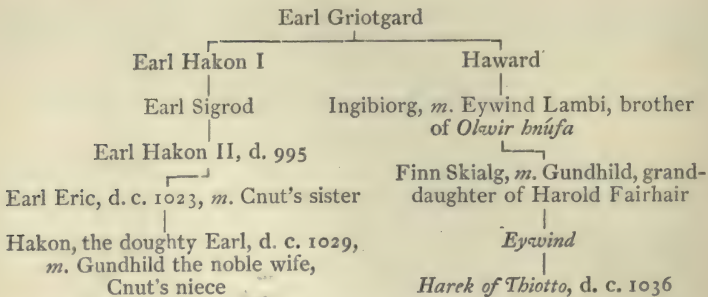 Earl Griotgard
Earl Hakon I
Haward
Earl Sigrod
Ingibiorg, m. Eywind Lambi, brother
of Olwir hnúfa
Earl Hakon II, d. 995
Finn Skialg, m. Gundhild, grand-
daughter of Harold Fairhair
Earl Eric, d. c. 1023, m. Cnut's sister
Hakon, the doughty Earl, d. c. 1029,
m. Gundhild the noble wife,
Cnut's niece
Eywind
Harek of Thiotto, d. c. 1036